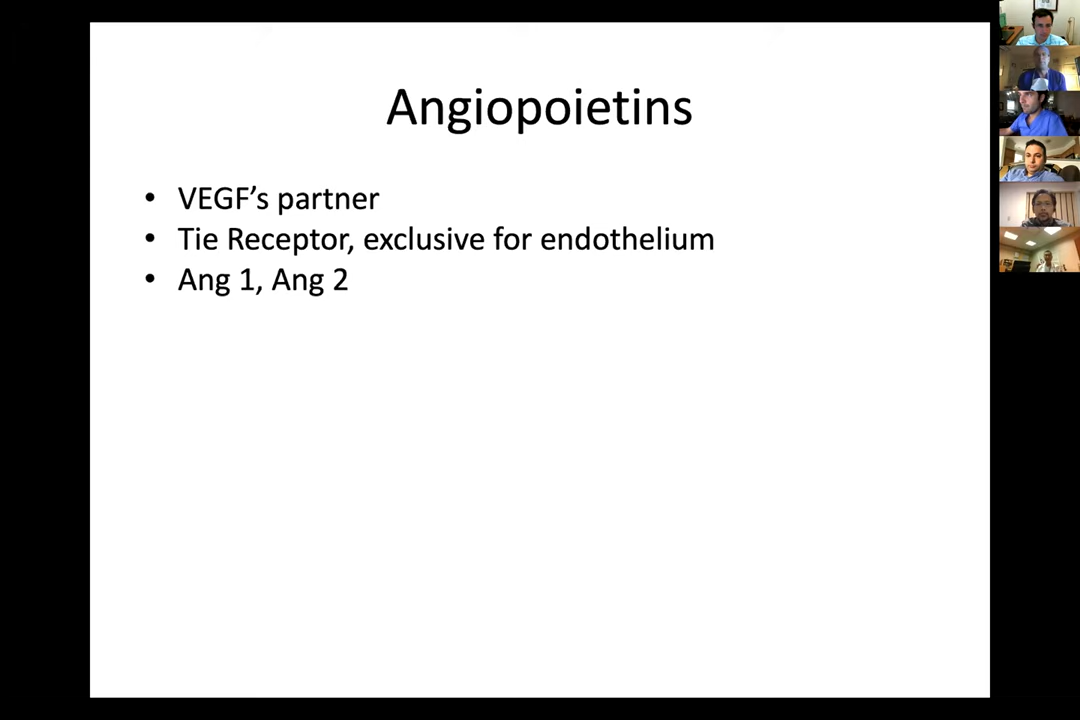 Angiopoietins
• VEGF’s partner
• Tie Receptor, exclusive for endothelium
• Ang 1, Ang 2